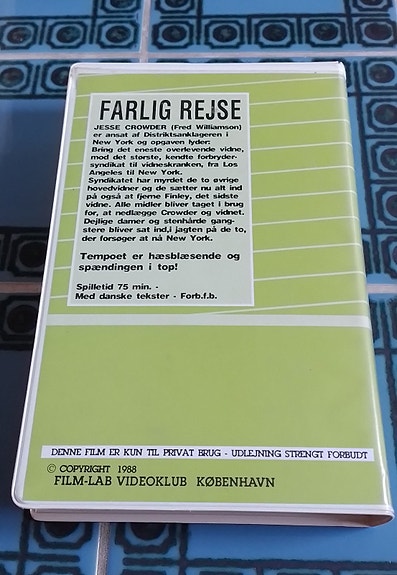 FARLIG REJSE
JESSE CROWDER (Fred Williamson)
er ansat af Distriktsanklageren i
New York og opgaven lyder:
Bring det eneste overlevende vidne,
mod det største, kendte forbryder-
syndikat til vidneskranken, fra Los
Angeles til New York.
Syndikatet har myrdet de to øvrige
hovedvidner og de sætter nu alt ind
på også at fjerne Finley, det sidste
vidne. Alle midler bliver taget i brug
for, at nedlægge Crowder og vidnet.
Dejlige damer og stenhårde gang-
stere bliver sat ind,i jagten på de to,
der forsøger at nå New York.
Tempoet er hæsblæsende og
spændingen i top!
Spilletid 75 min. -
Med danske tekster - Forb.f.b.
DENNE FILM ER KUN TIL PRIVAT BRUG - UDLEJNING STRENGT FORBUDT
© COPYRIGHT 1988
FILM-LAB VIDEOKLUB KØBENHAVN